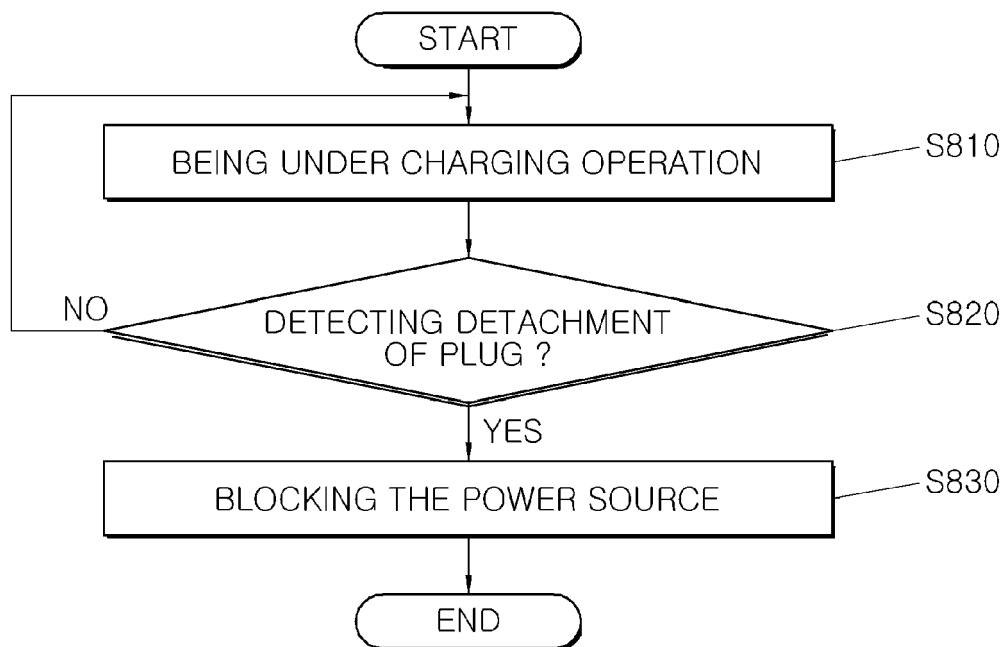 START
BEING UNDER CHARGING OPERATION
S810
NO
DETECTING DETACHMENT
OF PLUG ?
S820
YES
BLOCKING THE POWER SOURCE
S830
END